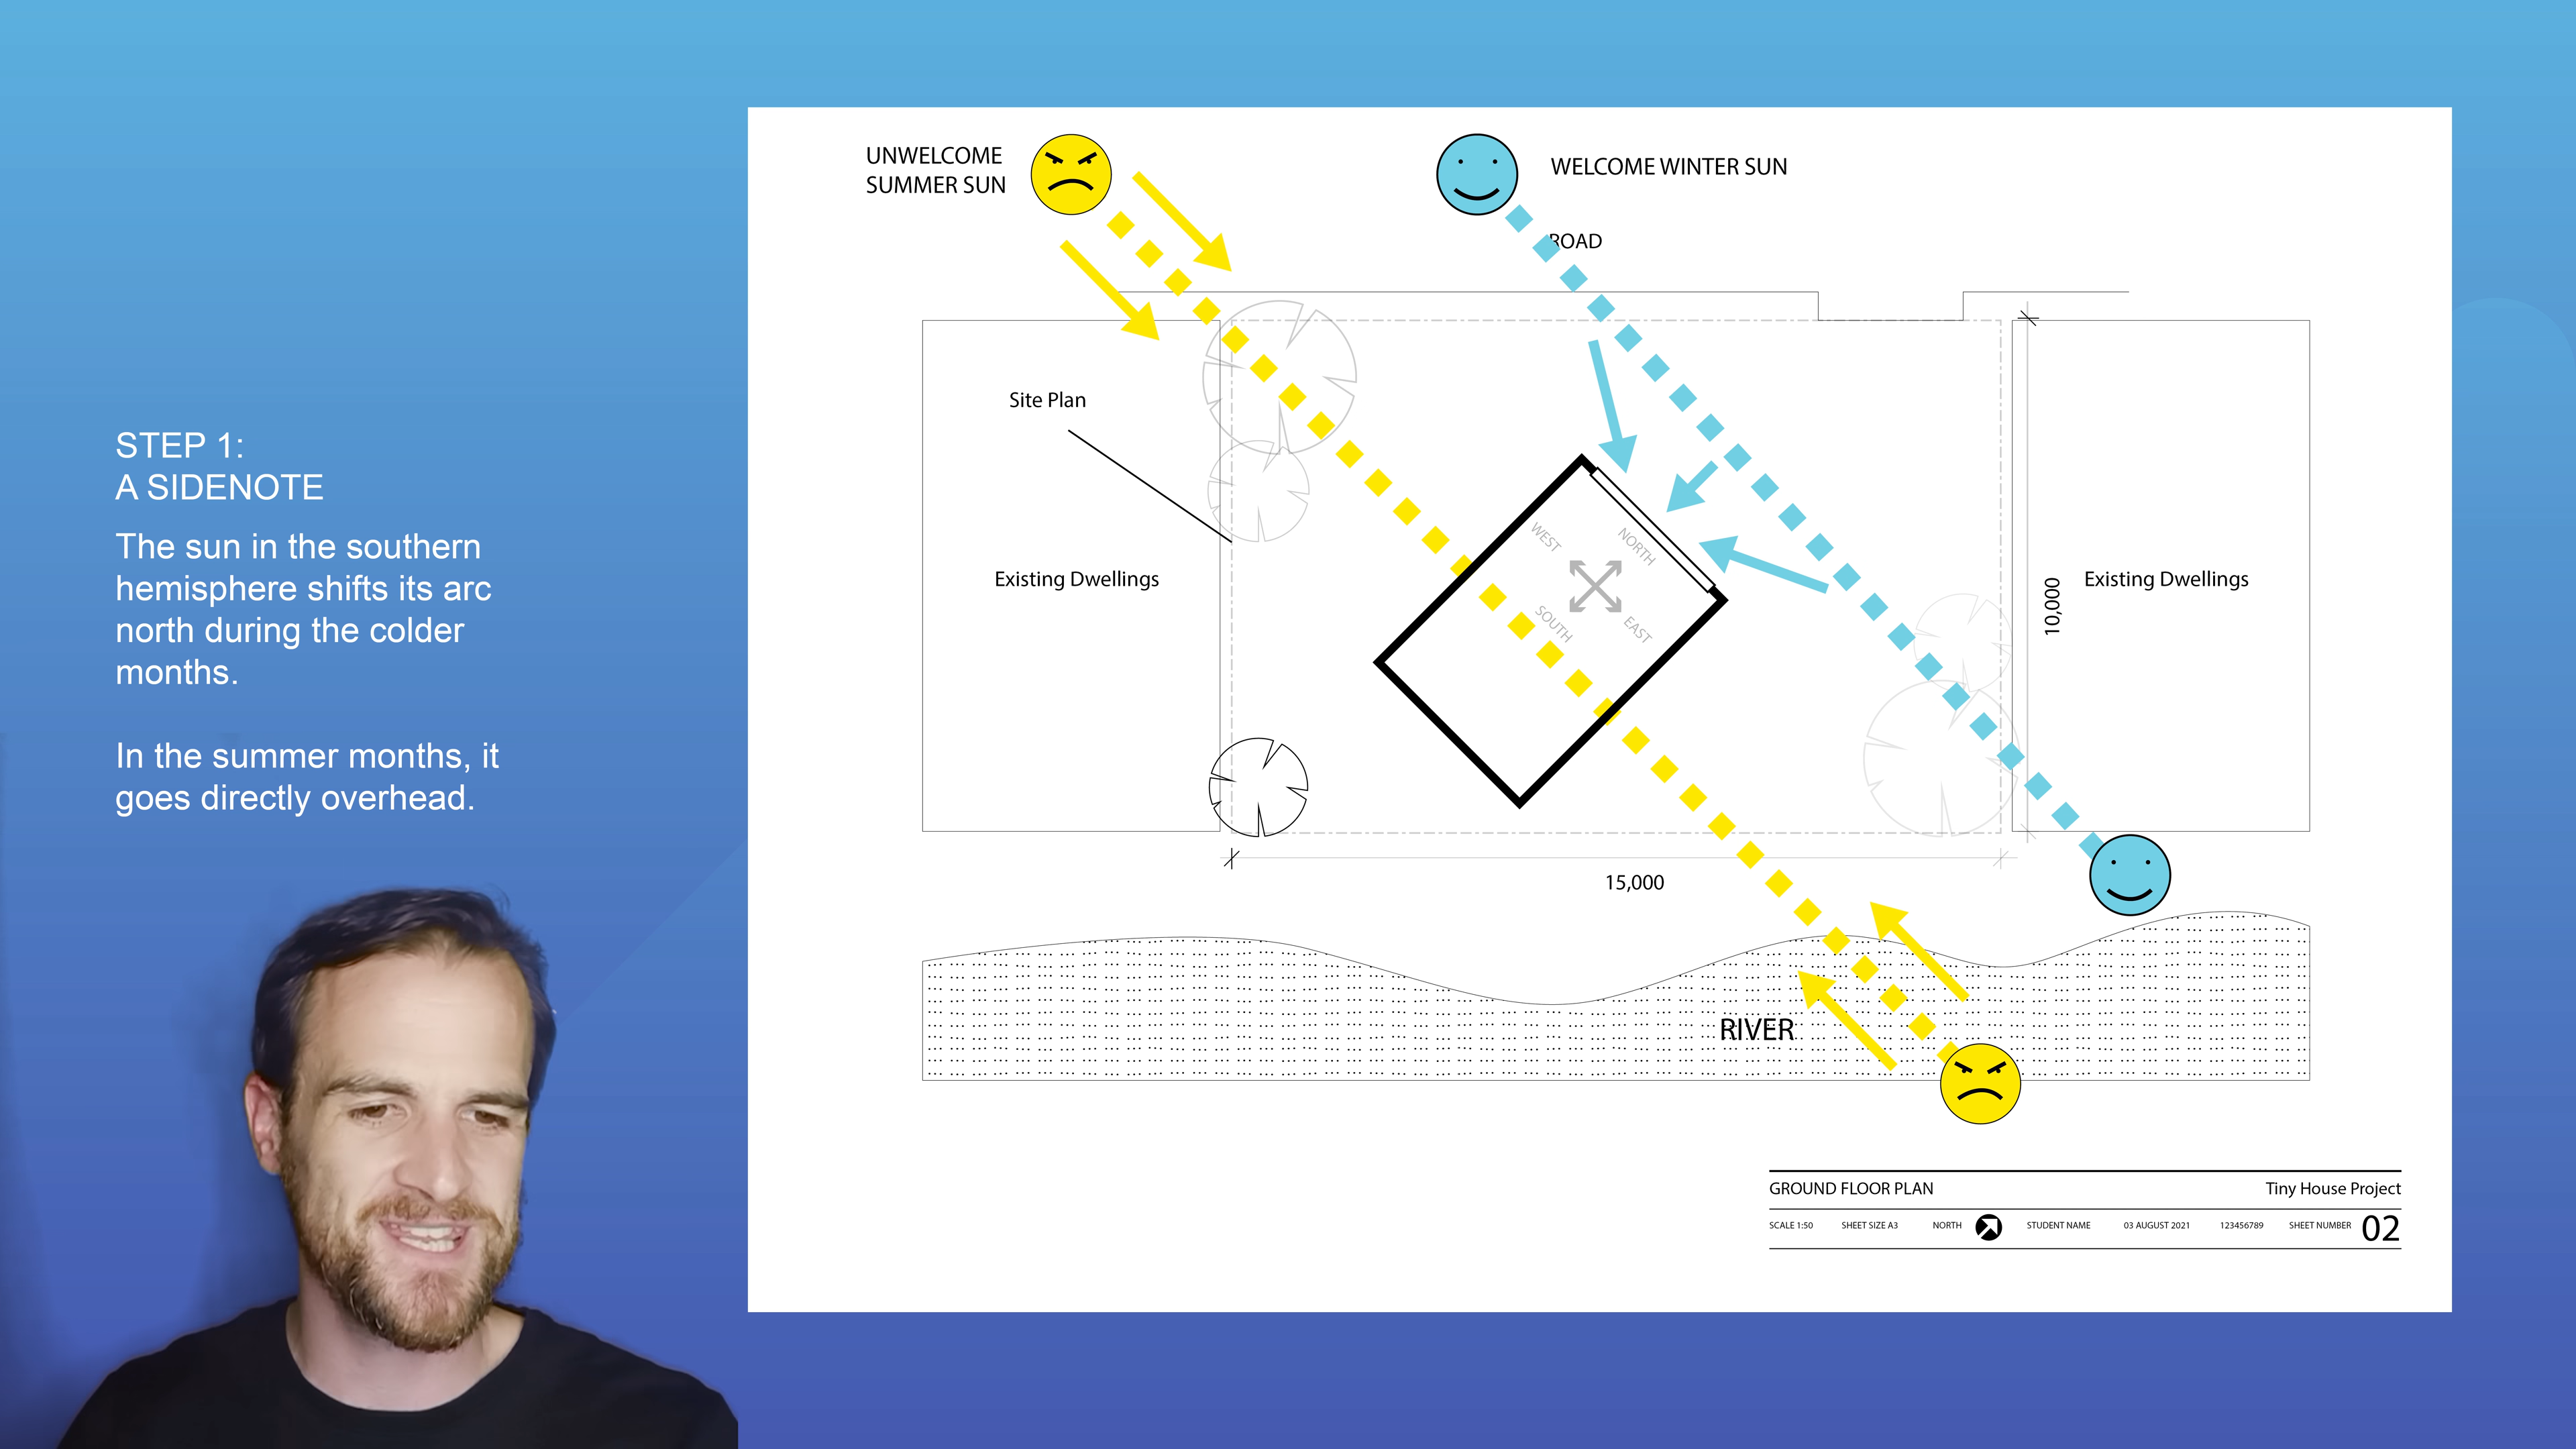 STEP 1:
A SIDENOTE
The sun in the southern
hemisphere shifts its arc
north during the colder
months.
In the summer months, it
goes directly overhead.
UNWELCOME
SUMMER SUN
WELCOME WINTER SUN
ROAD
Site Plan
Existing Dwellings
WEST
NORTH
SOUTH
EAST
10,000
Existing Dwellings
15,000
RIVER
GROUND FLOOR PLAN
Tiny House Project
SCALE 1:50 SHEET SIZE A3 NORTH STUDENT NAME 03 AUGUST 2021 123456789 SHEET NUMBER 02